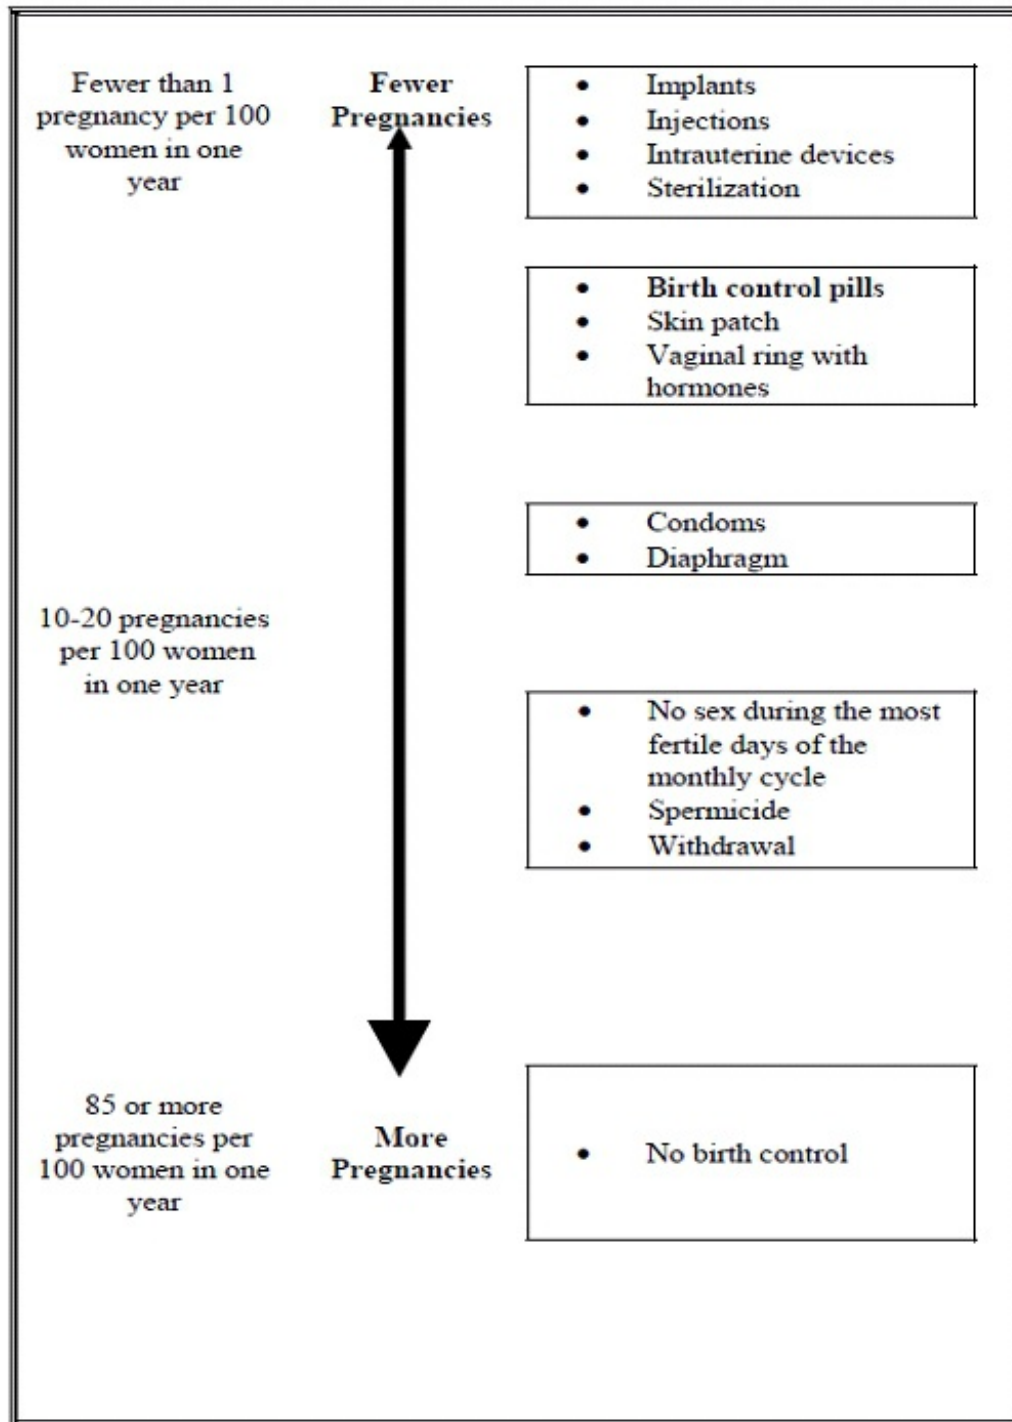 Fewer than 1
pregnancy per 100
women in one
year
Fewer
Pregnancies
• Implants
• Injections
• Intrauterine devices
• Sterilization
• Birth control pills
• Skin patch
• Vaginal ring with
hormones
• Condoms
• Diaphragm
10-20 pregnancies
per 100 women
in one year
• No sex during the most
fertile days of the
monthly cycle
• Spermicide
• Withdrawal
85 or more
pregnancies per
100 women in one
year
More
Pregnancies
• No birth control